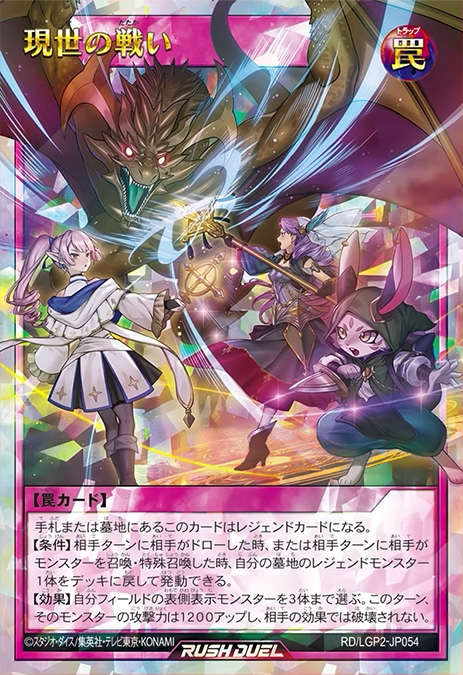 現世の戦い
トラップ
罠
【罠カード】
手札または墓地にあるこのカードはレジェンドカードになる。
【条件】相手ターンに相手がドローした時、または相手ターンに相手が
モンスターを召喚・特殊召喚した時、自分の墓地のレジェンドモンスター
1体をデッキに戻して発動できる。
【効果】自分フィールドの表側表示モンスターを3体まで選ぶ。このターン、
そのモンスターの攻撃力は1200アップし、相手の効果では破壊されない。
©スタジオ・ダイス/集英社・テレビ東京・KONAMI
RUSH DUEL
RD/LGP2-JP054